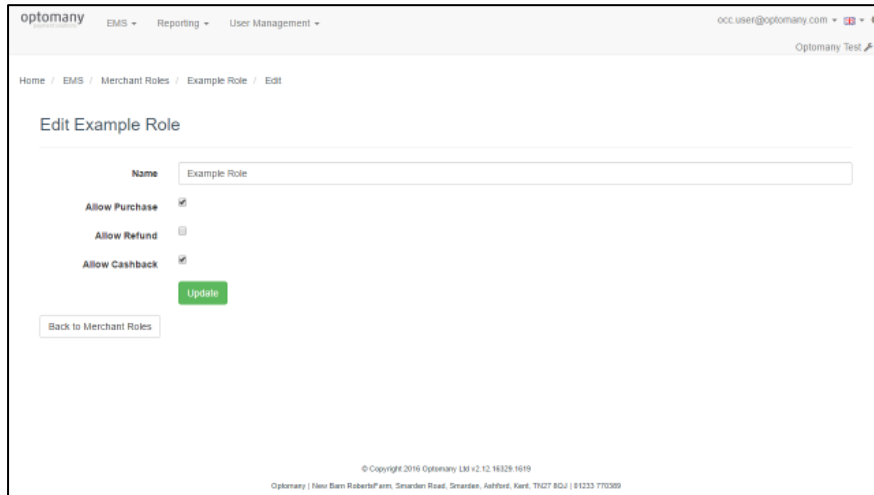 optomany
EMS Reporting User Management
occ.user@optomany.com
Optomany Test
Home / EMS / Merchant Roles / Example Role / Edit
Edit Example Role
Name Example Role
Allow Purchase
Allow Refund
Allow Cashback
Update
Back to Merchant Roles
© Copyright 2016 Optomany Ltd v2.12.16329.1619
Optomany | New Barn RobertsFarm, Smarden Road, Smarden, Ashford, Kent, TN27 8QJ | 01233 770389